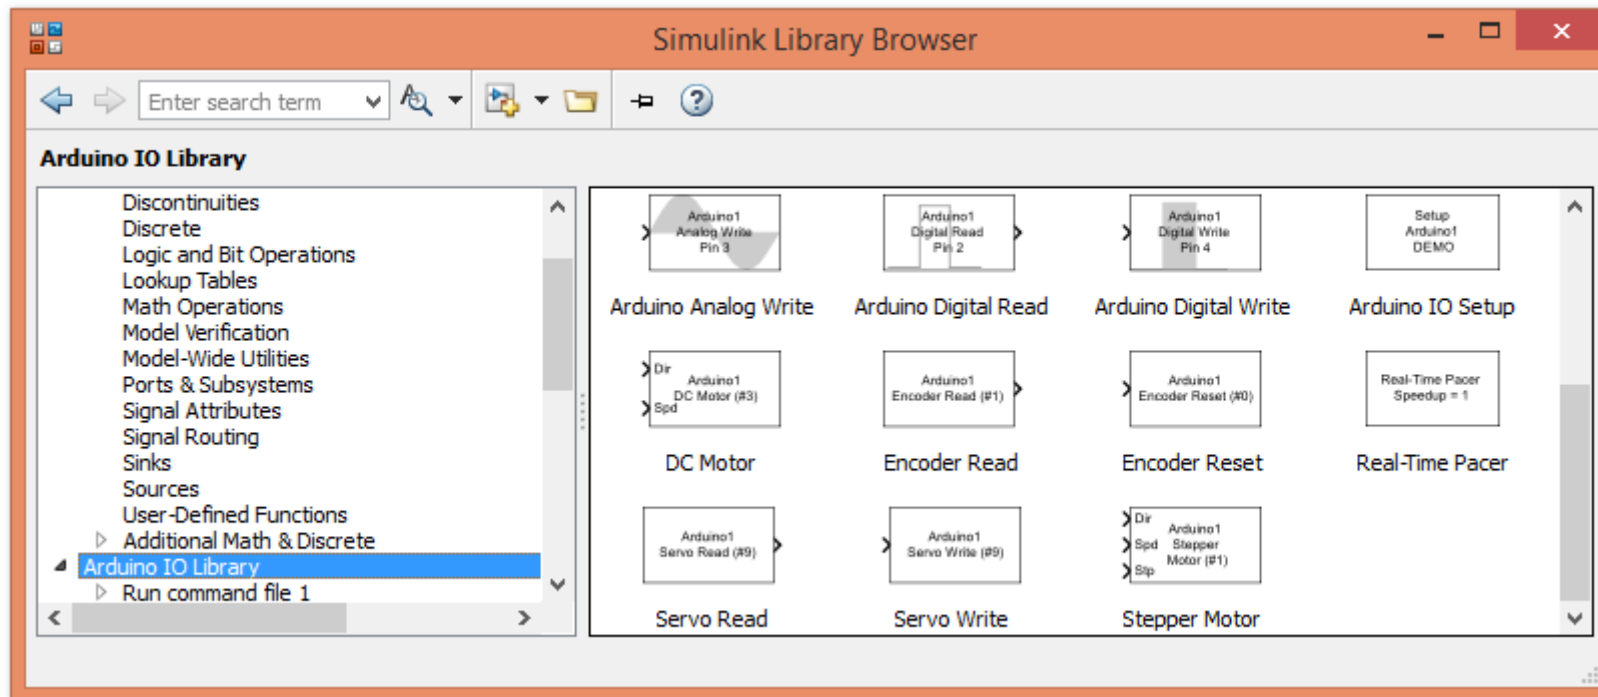 Simulink Library Browser
Enter search term
Arduino IO Library
Discontinuities
Discrete
Logic and Bit Operations
Lookup Tables
Math Operations
Model Verification
Model-Wide Utilities
Ports & Subsystems
Signal Attributes
Signal Routing
Sinks
Sources
User-Defined Functions
Additional Math & Discrete
Arduino IO Library
Run command file 1
Arduino1
Analog Write
Pin 3
Arduino Analog Write
Arduino1
Digital Read
Pin 2
Arduino Digital Read
Arduino1
Digital Write
Pin 4
Arduino Digital Write
Setup
Arduino1
DEMO
Arduino IO Setup
Dir
Arduino1
DC Motor (#3)
Spd
DC Motor
Arduino1
Encoder Read (#1)
Encoder Read
Arduino1
Encoder Reset (#0)
Encoder Reset
Real-Time Pacer
Speedup = 1
Real-Time Pacer
Arduino1
Servo Read (#9)
Servo Read
Arduino1
Servo Write (#9)
Servo Write
Dir
Arduino1
Spd Stepper
Motor (#1)
Stp
Stepper Motor